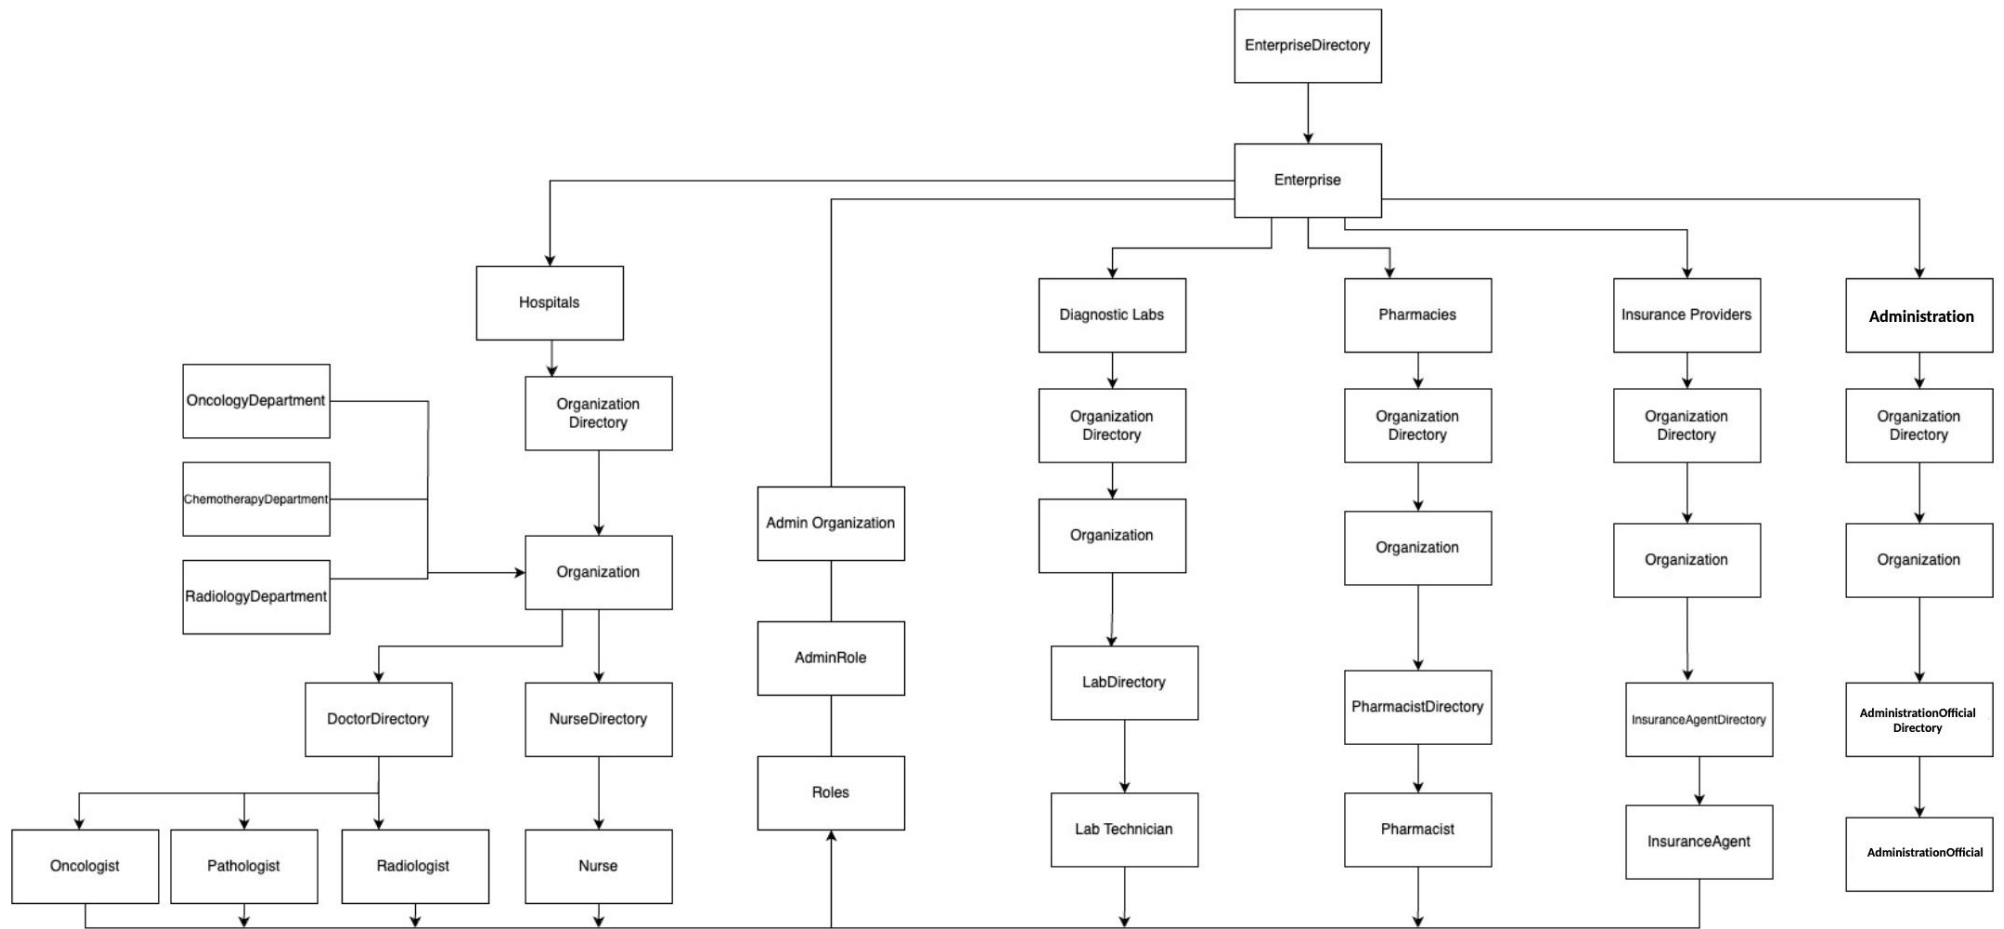 EnterpriseDirectory
Enterprise
Hospitals
Diagnostic Labs
Pharmacies
Insurance Providers
Administration
OncologyDepartment
Organization
Directory
Organization
Directory
Organization
Directory
Organization
Directory
Organization
Directory
ChemotherapyDepartment
Admin Organization
Organization
Organization
Organization
Organization
RadiologyDepartment
Organization
AdminRole
LabDirectory
DoctorDirectory
NurseDirectory
PharmacistDirectory
InsuranceAgentDirectory
AdministrationOfficial
Directory
Roles
Lab Technician
Pharmacist
InsuranceAgent
AdministrationOfficial
Oncologist
Pathologist
Radiologist
Nurse